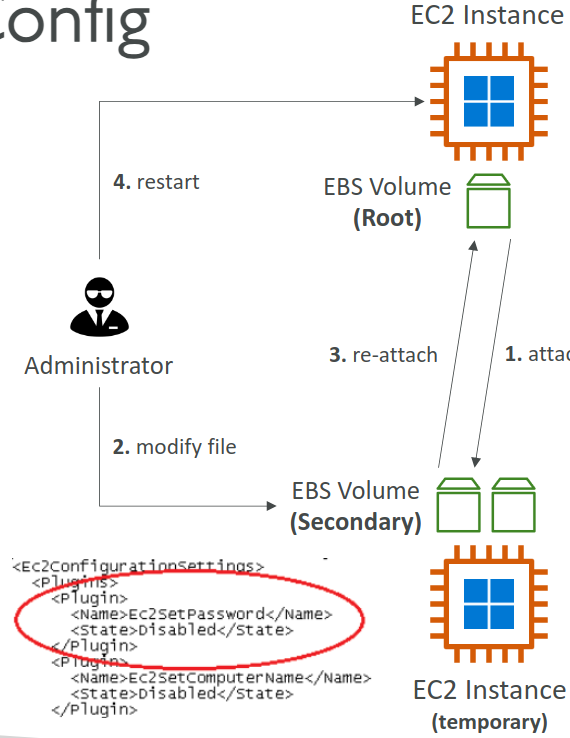 EC2 Instance
4. restart
EBS Volume
(Root)
Administrator
3. re-attach
1.
2. modify file
EBS Volume
(Secondary)
<Ec2ConfigurationSettings>
<Plugins>
<Plugin>
<Name>Ec2SetPassword</Name>
<State>Disabled</State>
</Plugin>
<Plugin>
<Name>Ec2SetComputerName</Name>
<State>Disabled</State>
</Plugin>
EC2 Instance
(temporary)